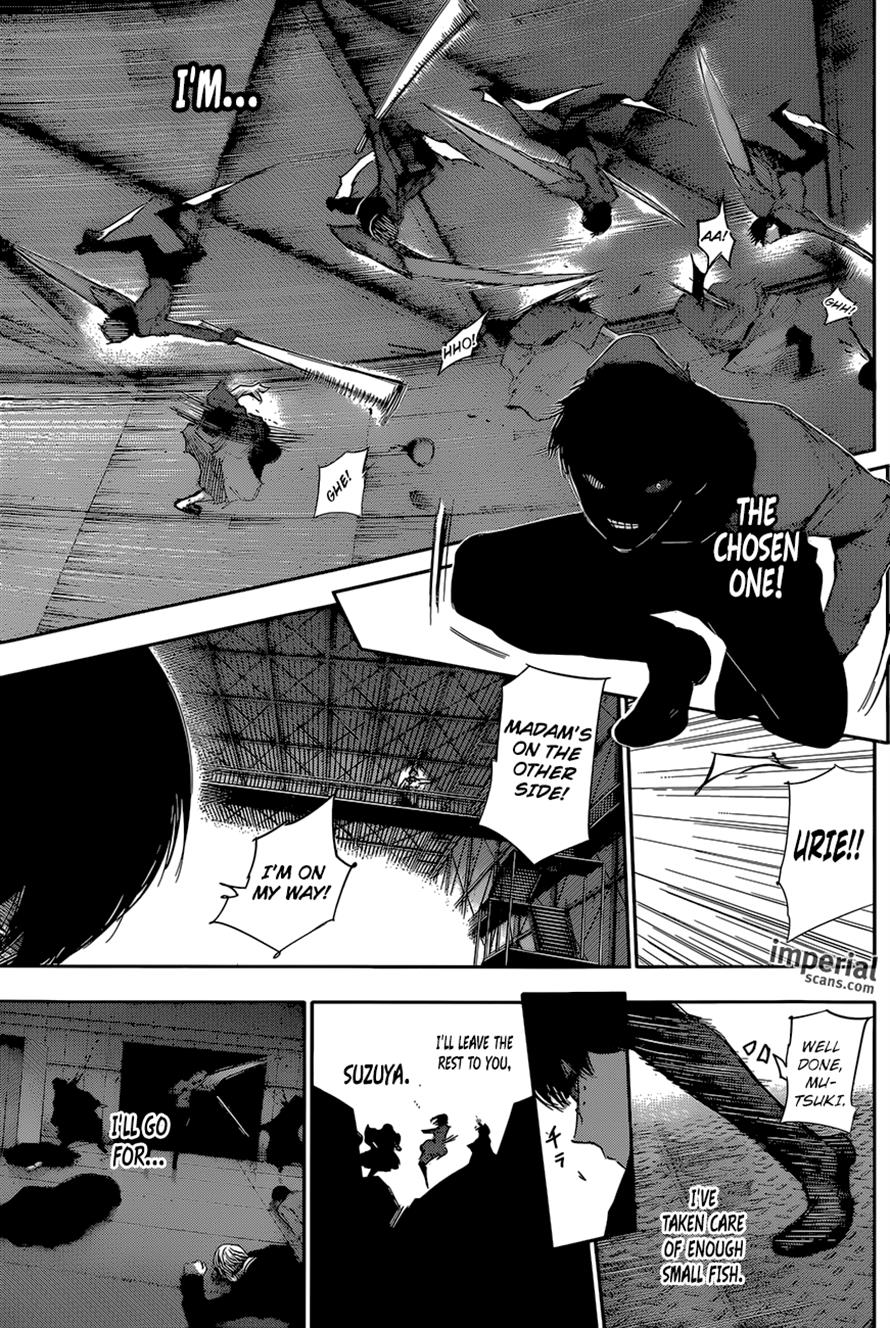 I'M...
AA!
GHH!
HHO!
GHE!
THE
CHOSEN
ONE!
URIE!!
MADAM'S
ON THE
OTHER
SIDE!
I'M ON
MY WAY!
imperial
scans.com
WELL
DONE,
MU-
TSUKI.
I'VE
TAKEN CARE
OF ENOUGH
SMALL FISH.
チラ
I'LL LEAVE THE
REST TO YOU,
SUZUYA.
I'LL GO
FOR...